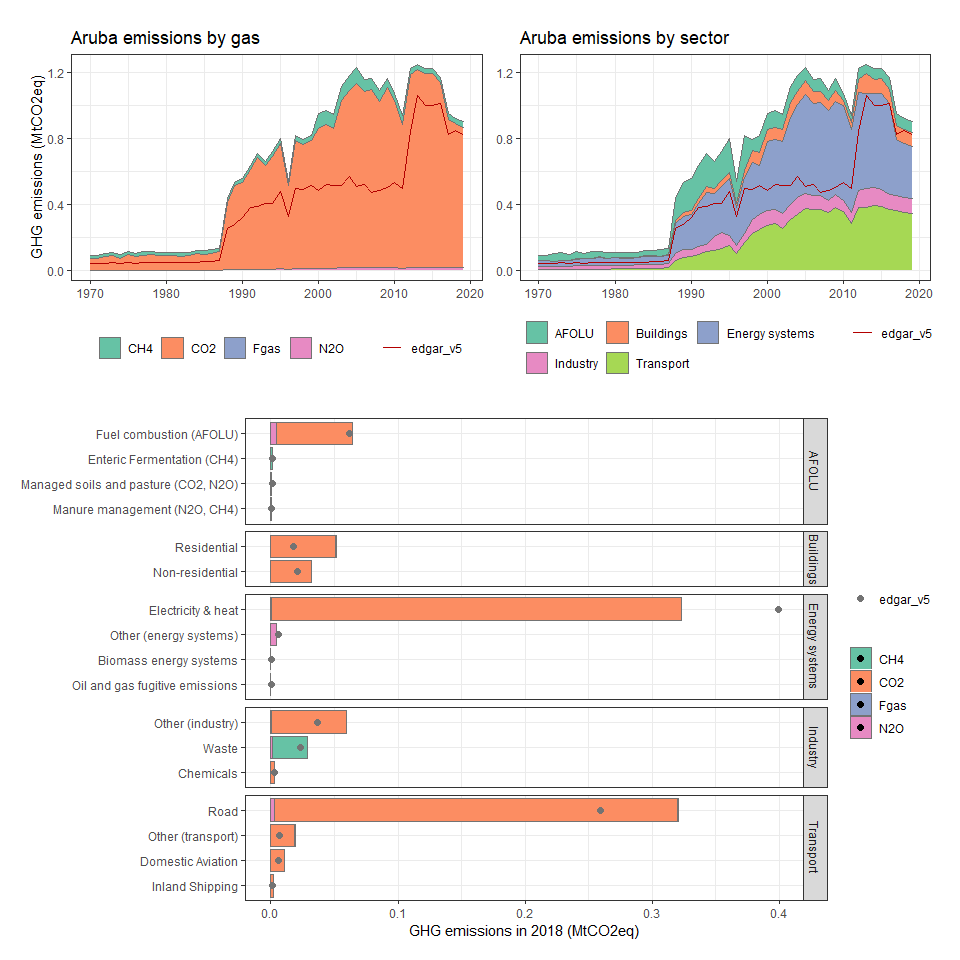 Aruba emissions by gas
Aruba emissions by sector
GHG emissions (MtCO2eq)
1.2
0.8
0.4
0.0
1970 1980 1990 2000 2010 2020
1.2
0.8
0.4
0.0
1970 1980 1990 2000 2010 2020
CH4 CO2 Fgas N2O edgar_v5
AFOLU Buildings Energy systems edgar_v5
Industry Transport
Fuel combustion (AFOLU)
Enteric Fermentation (CH4)
Managed soils and pasture (CO2, N2O)
Manure management (N2O, CH4)
AFOLU
Residential
Non-residential
Buildings
Electricity & heat
Other (energy systems)
Biomass energy systems
Oil and gas fugitive emissions
Energy systems
Other (industry)
Waste
Chemicals
Industry
Road
Other (transport)
Domestic Aviation
Inland Shipping
Transport
0.0 0.1 0.2 0.3 0.4
GHG emissions in 2018 (MtCO2eq)
edgar_v5
CH4
CO2
Fgas
N2O